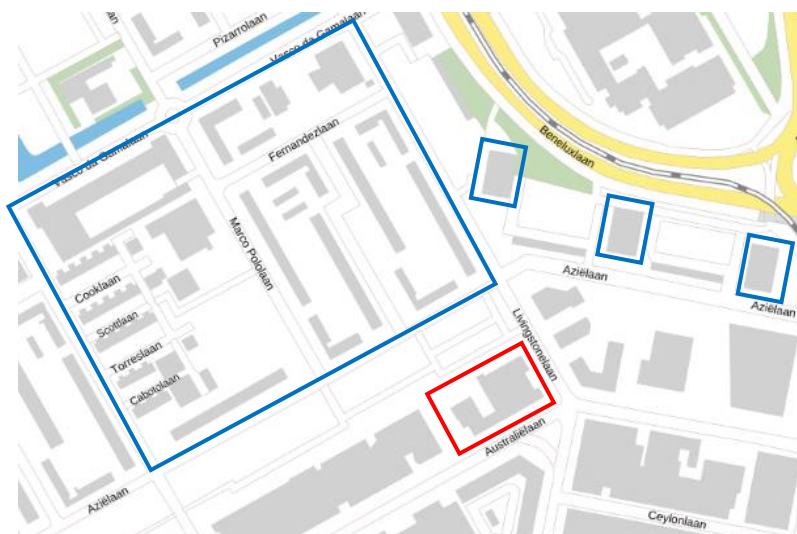 Pizarrolaan
Vasco da Gamalaan
Vasco da Gamalaan
Fernandezlaan
Beneluxlaan
Marco Pololaan
Cooklaan
Scottlaan
Torreslaan
Cabotolaan
Aziëlaan
Aziëlaan
Livingstonelaan
Australiëlaan
Aziëlaan
Ceylonlaan